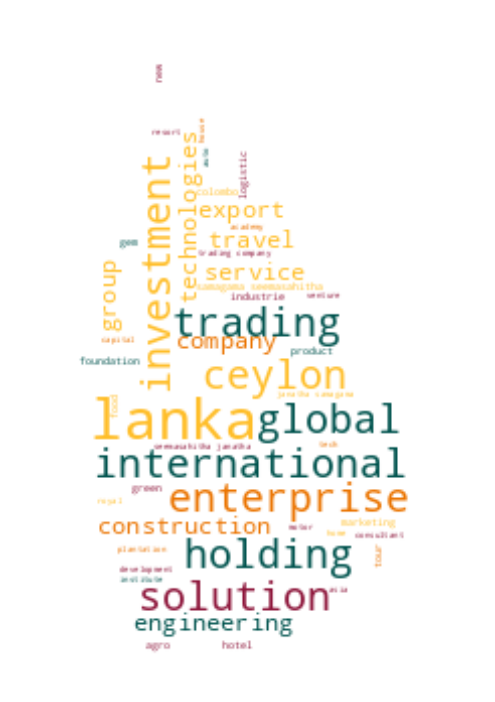 new
resort
house
auto
logistic
technologies
investment
colombo
export
academy
travel
gem
trading company
service
group
samagama seemasahitha
industrie
venture
trading
capital
company
product
foundation
ceylon
janatha samagama
food
lanka
global
seemasahitha janatha
tech
international
green
enterprise
royal
construction
motor
marketing
home
consultant
plantation
holding
tour
development
institute
solution
asia
engineering
agro
hotel